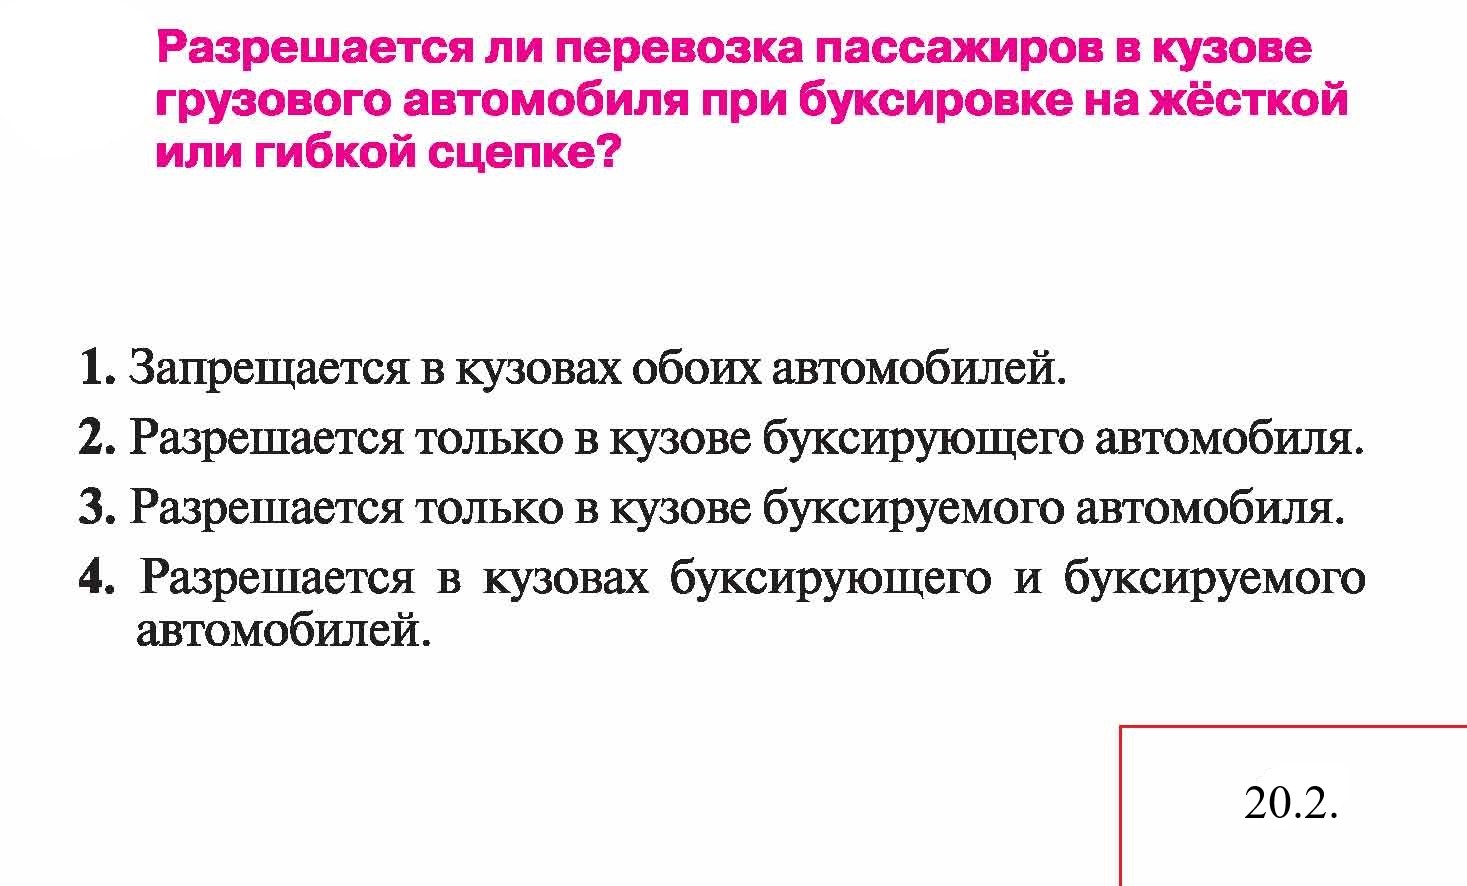 Разрешается ли перевозка пассажиров в кузове
грузового автомобиля при буксировке на жёсткой
или гибкой сцепке?
1. Запрещается в кузовах обоих автомобилей.
2. Разрешается только в кузове буксирующего автомобиля.
3. Разрешается только в кузове буксируемого автомобиля.
4. Разрешается в кузовах буксирующего и буксируемого
автомобилей.
20.2.